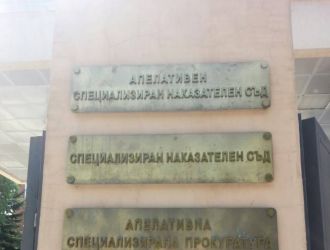 АПЕЛАТИВЕН
СПЕЦИАЛИЗИРАН НАКАЗАТЕЛЕН СЪД
СПЕЦИАЛИЗИРАН НАКАЗАТЕЛЕН СЪД
АПЕЛАТИВНА
СПЕЦИАЛИЗИРАНА ПРОКУРАТУРА